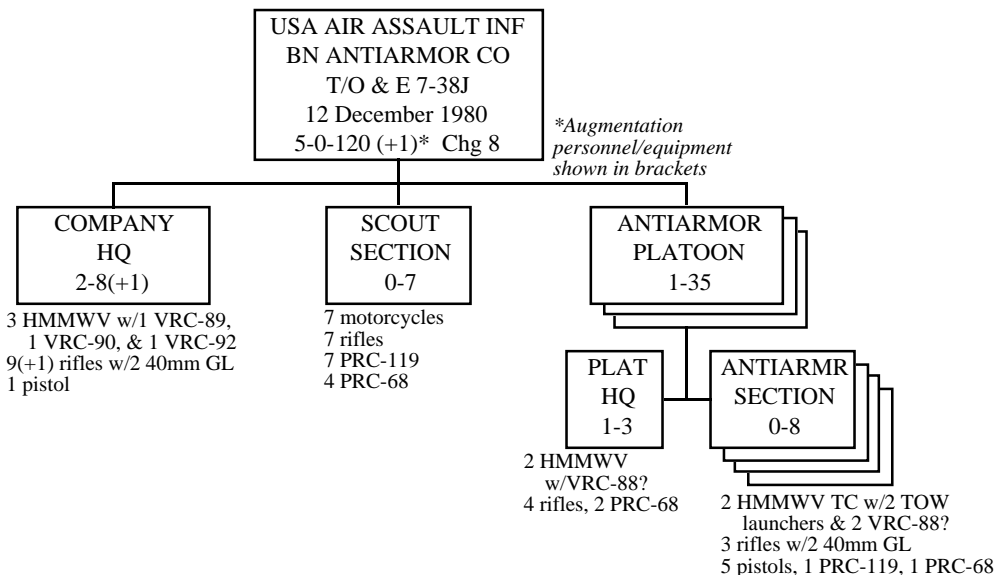 USA AIR ASSAULT INF
BN ANTIARMOR CO
T/O & E 7-38J
12 December 1980
5-0-120 (+1)* Chg 8
*Augmentation
personnel/equipment
shown in brackets
COMPANY
HQ
2-8(+1)
3 HMMWV w/1 VRC-89,
1 VRC-90, & 1 VRC-92
9(+1) rifles w/2 40mm GL
1 pistol
SCOUT
SECTION
0-7
7 motorcycles
7 rifles
7 PRC-119
4 PRC-68
ANTIARMOR
PLATOON
1-35
PLAT
HQ
1-3
2 HMMWV
w/VRC-88?
4 rifles, 2 PRC-68
ANTIARMR
SECTION
0-8
2 HMMWV TC w/2 TOW
launchers & 2 VRC-88?
3 rifles w/2 40mm GL
5 pistols, 1 PRC-119, 1 PRC-68